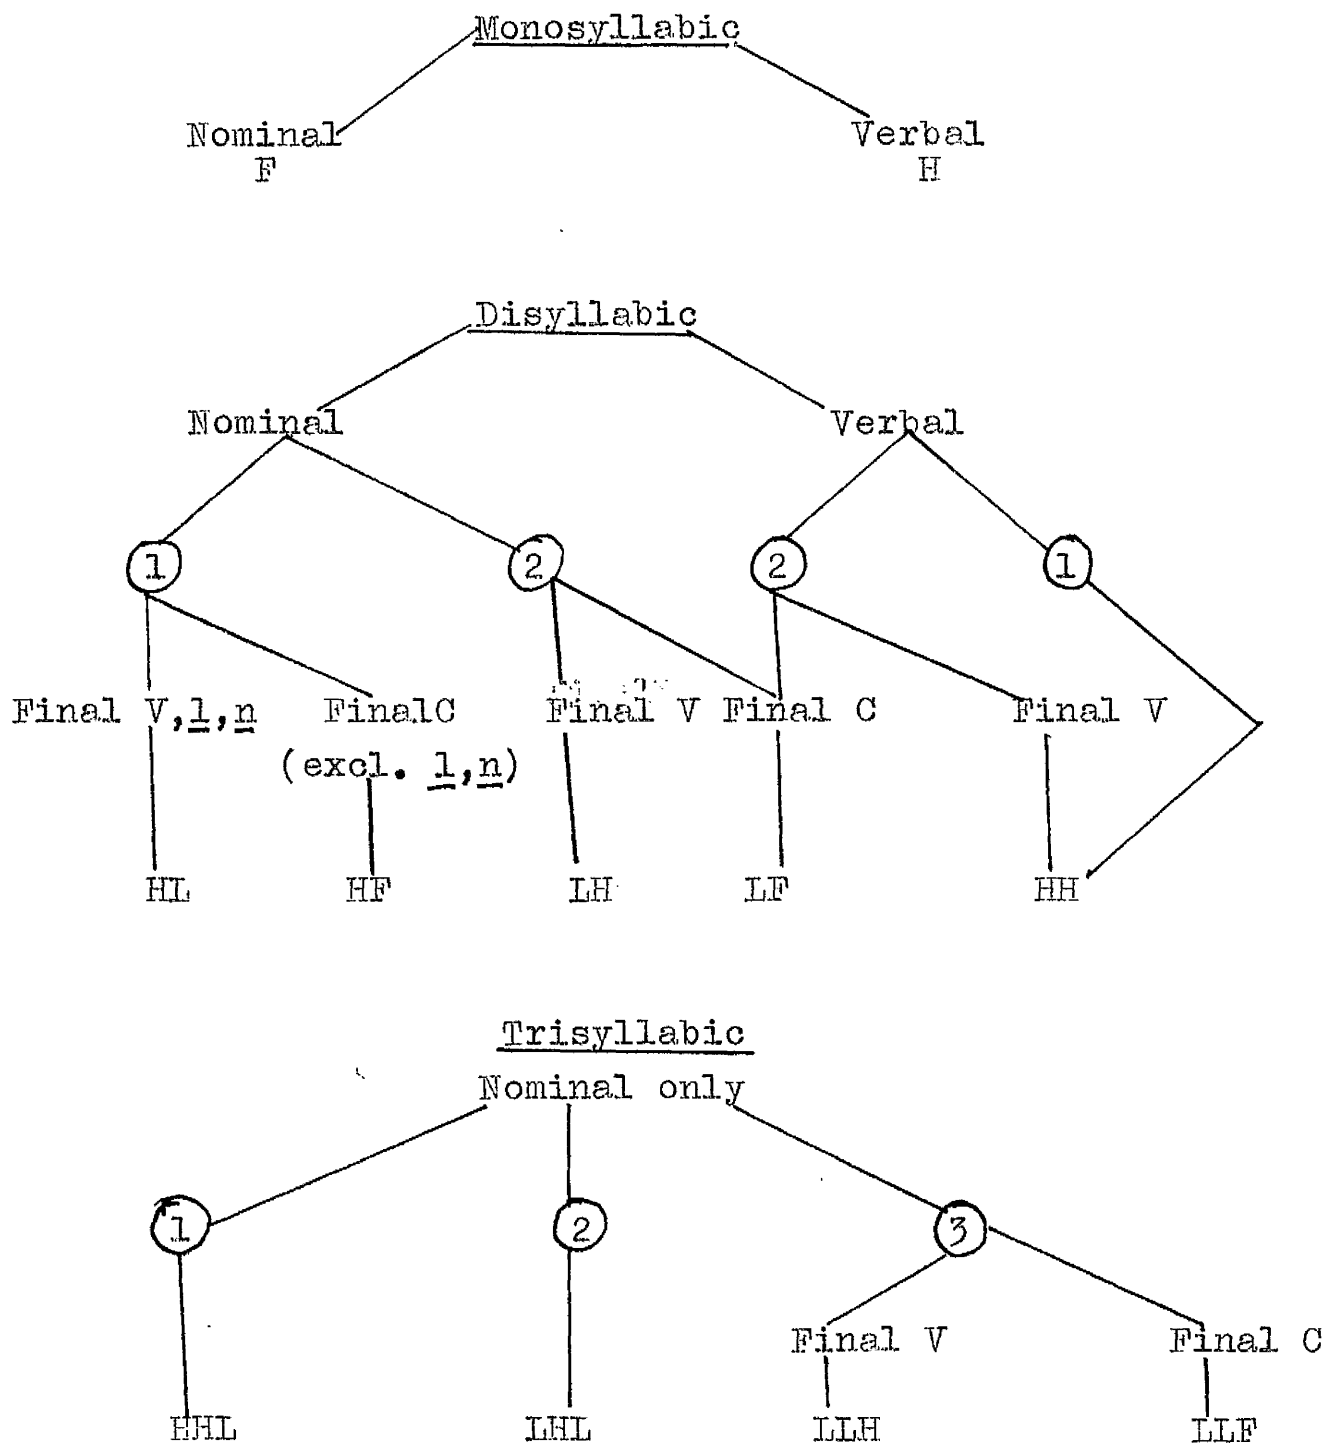 Monosyllabic
Nominal Verbal
F H
Disyllabic
Nominal Verbal
1 2 2 1
Final V,l,n FinalC Final V Final C Final V
(excl. l,n)
HL HF LH LF HH
Trisyllabic
Nominal only
1 2 3
Final V Final C
HHL LHL LLH LLF